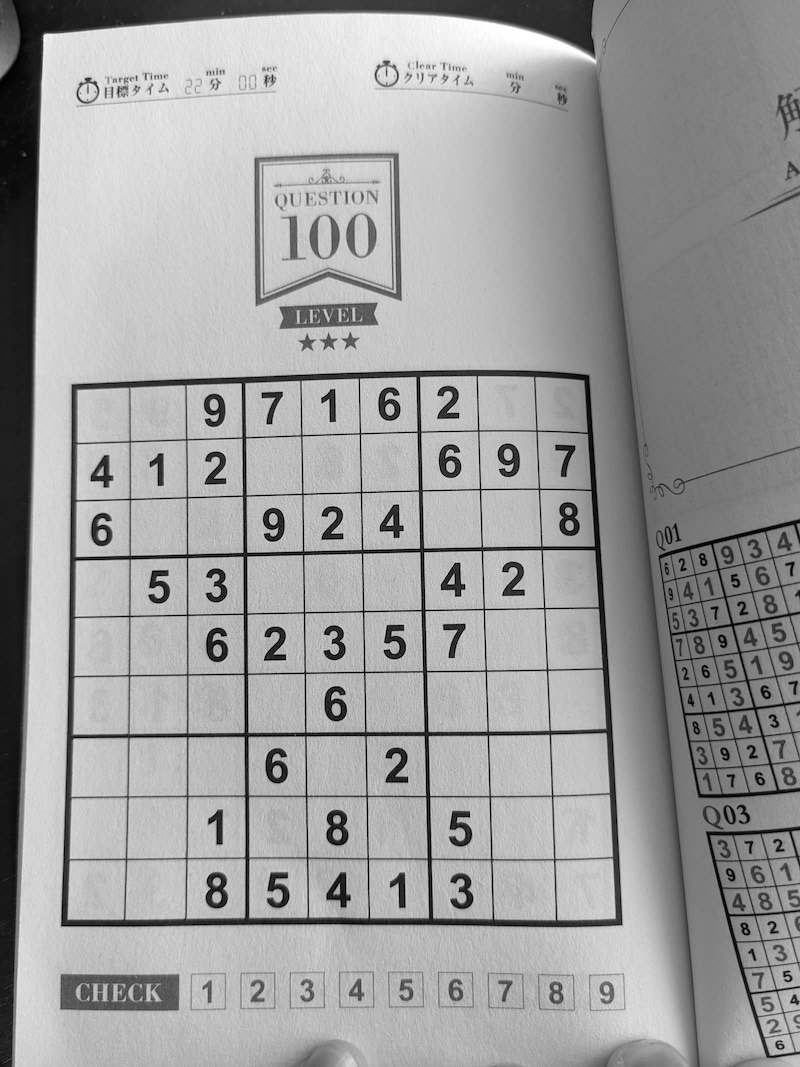 Target Time
目標タイム 22 min 分 00 sec 秒
Clear Time
クリアタイム min 分 sec 秒
QUESTION
100
LEVEL
★★★
9 7 1 6 2
4 1 2 6 9 7
6 9 2 4 8
5 3 4 2
6 2 3 5 7
6
6 2
1 8 5
8 5 4 1 3
CHECK 1 2 3 4 5 6 7 8 9
解
A
Q01
6 2 8 9 3 4
9 4 1 5 6 7
5 3 7 2 8 1
7 8 9 4 5
2 6 5 1 9
4 1 3 6 7
8 5 4 3 1
3 9 2 7
1 7 6 8
Q03
3 7 2
9 6 1
4 8 5
8 2
1 3
7 5
5 4
2 9
6